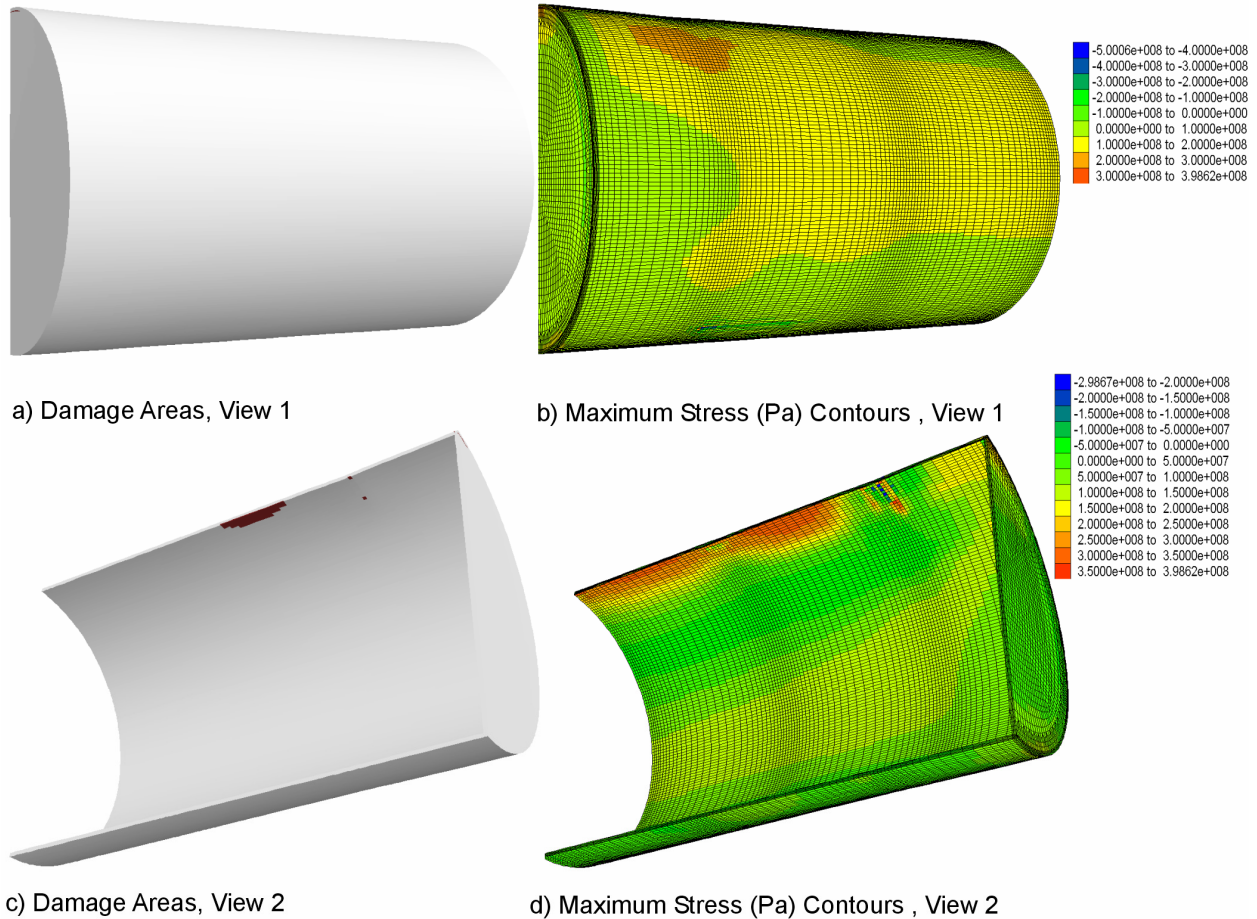 -5.0006e+008 to -4.0000e+008
-4.0000e+008 to -3.0000e+008
-3.0000e+008 to -2.0000e+008
-2.0000e+008 to -1.0000e+008
-1.0000e+008 to 0.0000e+000
0.0000e+000 to 1.0000e+008
1.0000e+008 to 2.0000e+008
2.0000e+008 to 3.0000e+008
3.0000e+008 to 3.9862e+008
a) Damage Areas, View 1
b) Maximum Stress (Pa) Contours , View 1
-2.9867e+008 to -2.0000e+008
-2.0000e+008 to -1.5000e+008
-1.5000e+008 to -1.0000e+008
-1.0000e+008 to -5.0000e+007
-5.0000e+007 to 0.0000e+000
0.0000e+000 to 5.0000e+007
5.0000e+007 to 1.0000e+008
1.0000e+008 to 1.5000e+008
1.5000e+008 to 2.0000e+008
2.0000e+008 to 2.5000e+008
2.5000e+008 to 3.0000e+008
3.0000e+008 to 3.5000e+008
3.5000e+008 to 3.9862e+008
c) Damage Areas, View 2
d) Maximum Stress (Pa) Contours , View 2